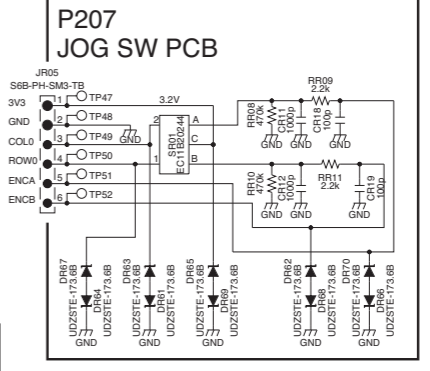 P207
JOG SW PCB
JR05
S6B-PH-SM3-TB
3V3
1
TP47
3.2V
GND
2
TP48
GND
COL0
3
TP49
ROW0
4
TP50
ENCA
5
TP51
ENCB
6
TP52
2
1
SR01
EC11B20244
A
C
B
RR08
470k
GND
CR11
1000p
GND
RR09
2.2k
CR18
100p
GND
RR10
470k
GND
CR12
1000p
GND
RR11
2.2k
CR19
100p
GND
DR67
UDZSTE-173.6B
DR64
UDZSTE-173.6B
GND
DR63
UDZSTE-173.6B
DR61
UDZSTE-173.6B
GND
DR65
UDZSTE-173.6B
DR69
UDZSTE-173.6B
GND
DR62
UDZSTE-173.6B
DR68
UDZSTE-173.6B
GND
DR70
UDZSTE-173.6B
DR66
UDZSTE-173.6B
GND